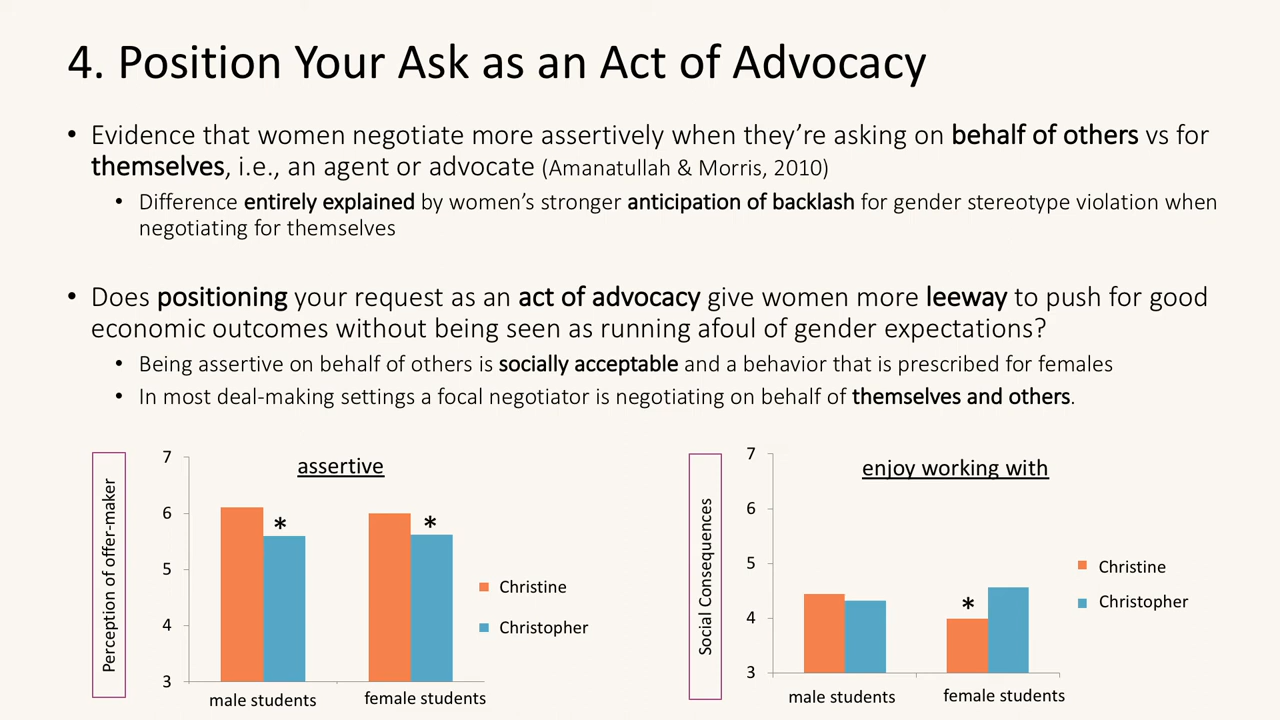 4. Position Your Ask as an Act of Advocacy
• Evidence that women negotiate more assertively when they’re asking on behalf of others vs for
themselves, i.e., an agent or advocate (Amanatullah & Morris, 2010)
• Difference entirely explained by women’s stronger anticipation of backlash for gender stereotype violation when
negotiating for themselves
• Does positioning your request as an act of advocacy give women more leeway to push for good
economic outcomes without being seen as running afoul of gender expectations?
• Being assertive on behalf of others is socially acceptable and a behavior that is prescribed for females
• In most deal-making settings a focal negotiator is negotiating on behalf of themselves and others.
Perception of offer-maker
assertive
7
6
5
4
3
*
*
male students
female students
Christine
Christopher
Social Consequences
enjoy working with
7
6
5
4
3
*
male students
female students
Christine
Christopher